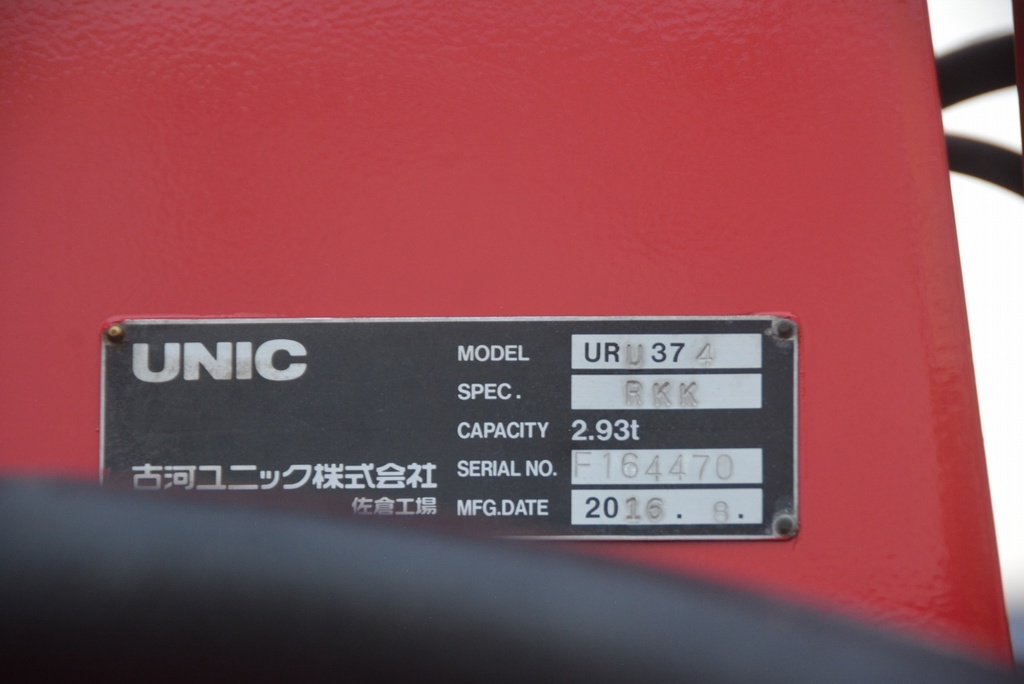 UNIC
古河ユニック株式会社
佐倉工場
MODEL URU374
SPEC. RKK
CAPACITY 2.93t
SERIAL NO. F164470
MFG.DATE 2016. 8.